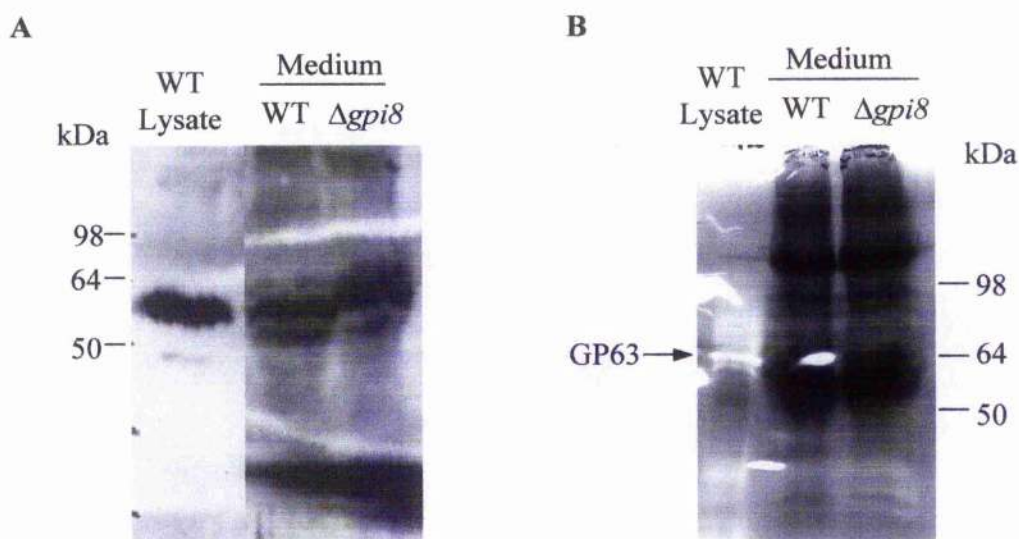 A
WT
Lysate
Medium
WT Δgpi8
kDa
98
64
50
B
WT
Lysate
Medium
WT Δgpi8
kDa
98
GP63
64
50